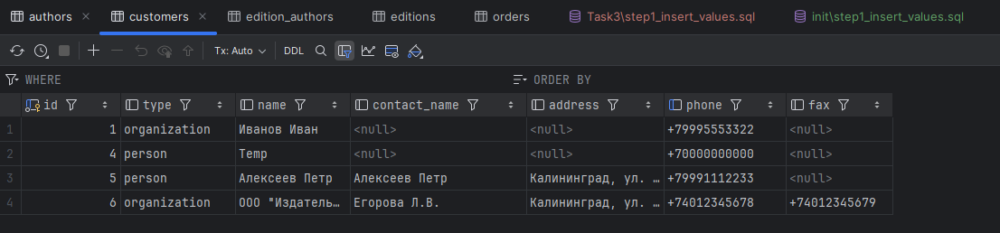 authors customers edition_authors editions orders Task3\step1_insert_values.sql init\step1_insert_values.sql
Tx: Auto DDL
WHERE ORDER BY
id type name contact_name address phone fax
1 1 organization Иванов Иван <null> <null> +79995553322 <null>
2 4 person Temp <null> <null> +70000000000 <null>
3 5 person Алексеев Петр Алексеев Петр Калининград, ул. … +79991112233 <null>
4 6 organization ООО "Издатель… Егорова Л.В. Калининград, ул. … +74012345678 +74012345679